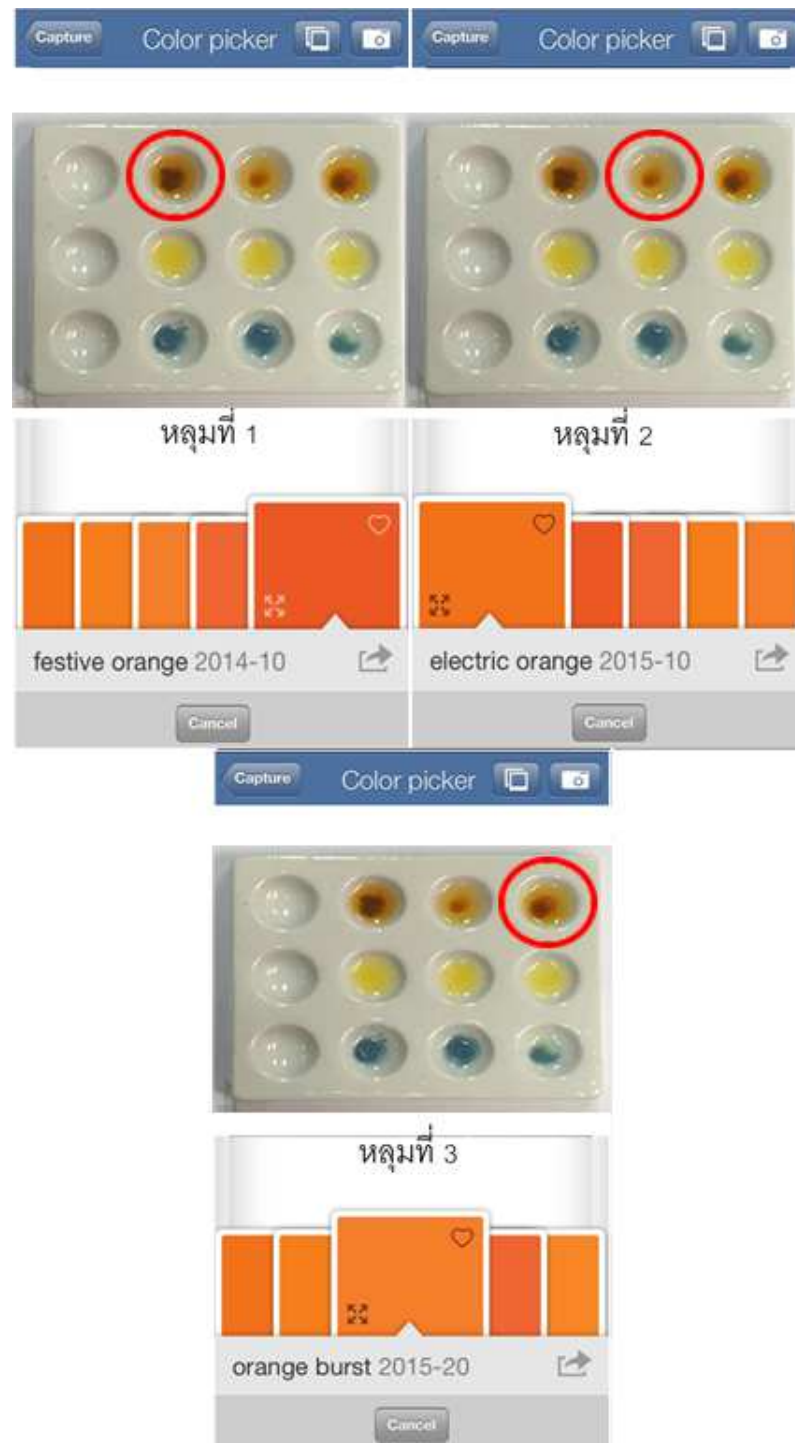 Capture Color picker
Capture Color picker
หลุมที่ 1
หลุมที่ 2
festive orange 2014-10
electric orange 2015-10
Cancel
Cancel
Capture Color picker
หลุมที่ 3
orange burst 2015-20
Cancel